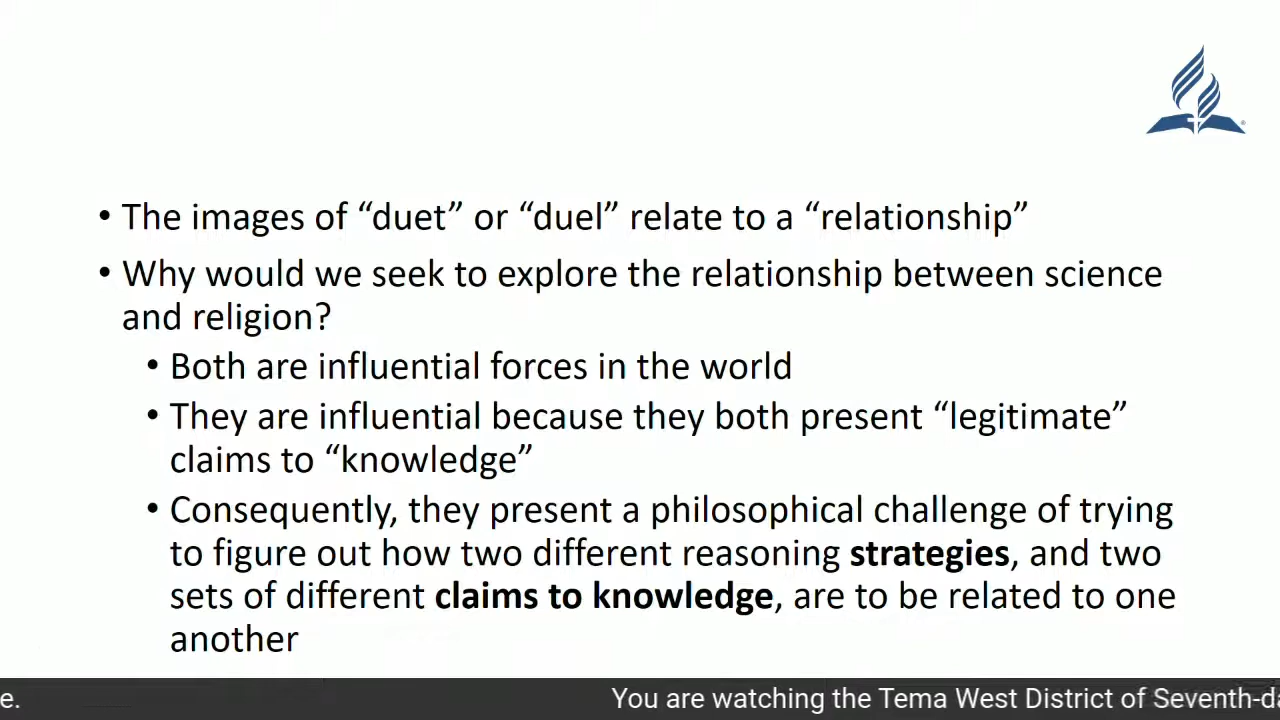 • The images of “duet” or “duel” relate to a “relationship”
• Why would we seek to explore the relationship between science
and religion?
• Both are influential forces in the world
• They are influential because they both present “legitimate”
claims to “knowledge”
• Consequently, they present a philosophical challenge of trying
to figure out how two different reasoning strategies, and two
sets of different claims to knowledge, are to be related to one
another
e. You are watching the Tema West District of Seventh-da